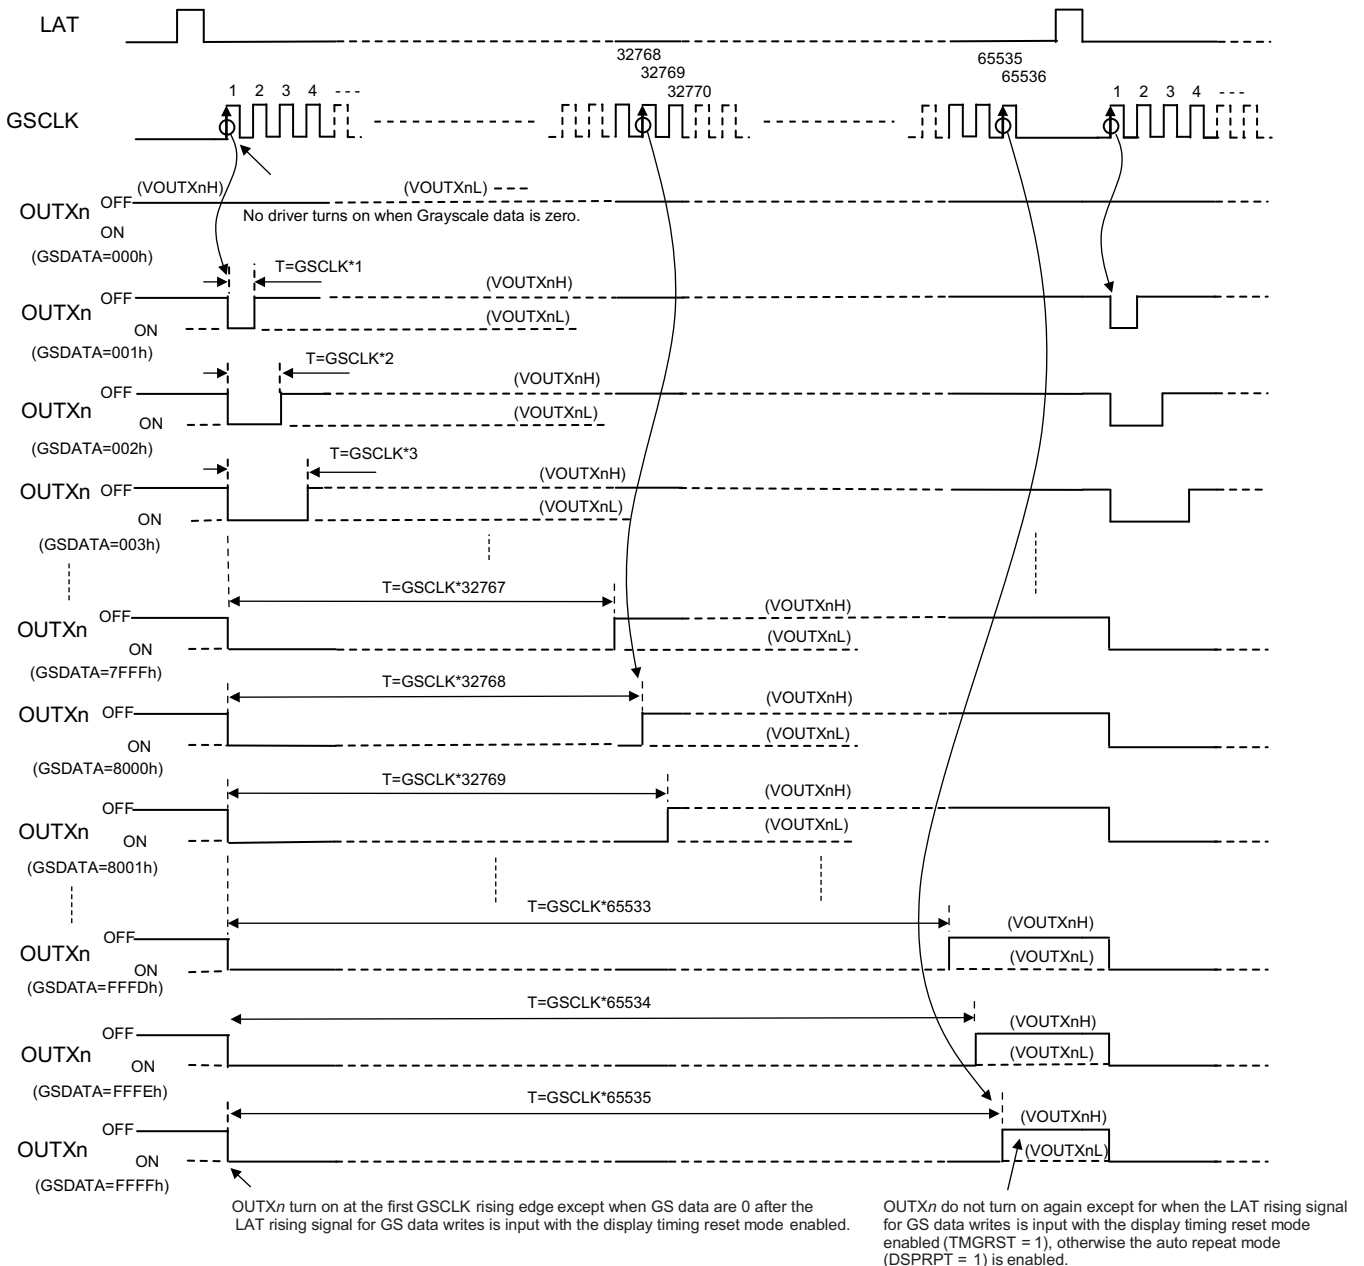 LAT
32768
32769
32770
65535
65536
GSCLK
1 2 3 4
1 2 3 4
OUTXn OFF (VOUTXnH) (VOUTXnL)
ON
No driver turns on when Grayscale data is zero.
(GSDATA=000h)
T=GSCLK*1
OUTXn OFF (VOUTXnH)
ON (VOUTXnL)
(GSDATA=001h)
T=GSCLK*2
OUTXn OFF (VOUTXnH)
ON (VOUTXnL)
(GSDATA=002h)
T=GSCLK*3
OUTXn OFF (VOUTXnH)
ON (VOUTXnL)
(GSDATA=003h)
T=GSCLK*32767
OUTXn OFF (VOUTXnH)
ON (VOUTXnL)
(GSDATA=7FFFh)
T=GSCLK*32768
OUTXn OFF (VOUTXnH)
ON (VOUTXnL)
(GSDATA=8000h)
T=GSCLK*32769
OUTXn OFF (VOUTXnH)
ON (VOUTXnL)
(GSDATA=8001h)
T=GSCLK*65533
OUTXn OFF (VOUTXnH)
ON (VOUTXnL)
(GSDATA=FFFDh)
T=GSCLK*65534
OUTXn OFF (VOUTXnH)
ON (VOUTXnL)
(GSDATA=FFFEh)
T=GSCLK*65535
OUTXn OFF (VOUTXnH)
ON (VOUTXnL)
(GSDATA=FFFFh)
OUTXn turn on at the first GSCLK rising edge except when GS data are 0 after the
LAT rising signal for GS data writes is input with the display timing reset mode enabled.
OUTXn do not turn on again except for when the LAT rising signal
for GS data writes is input with the display timing reset mode
enabled (TMGRST = 1), otherwise the auto repeat mode
(DSPRPT = 1) is enabled.